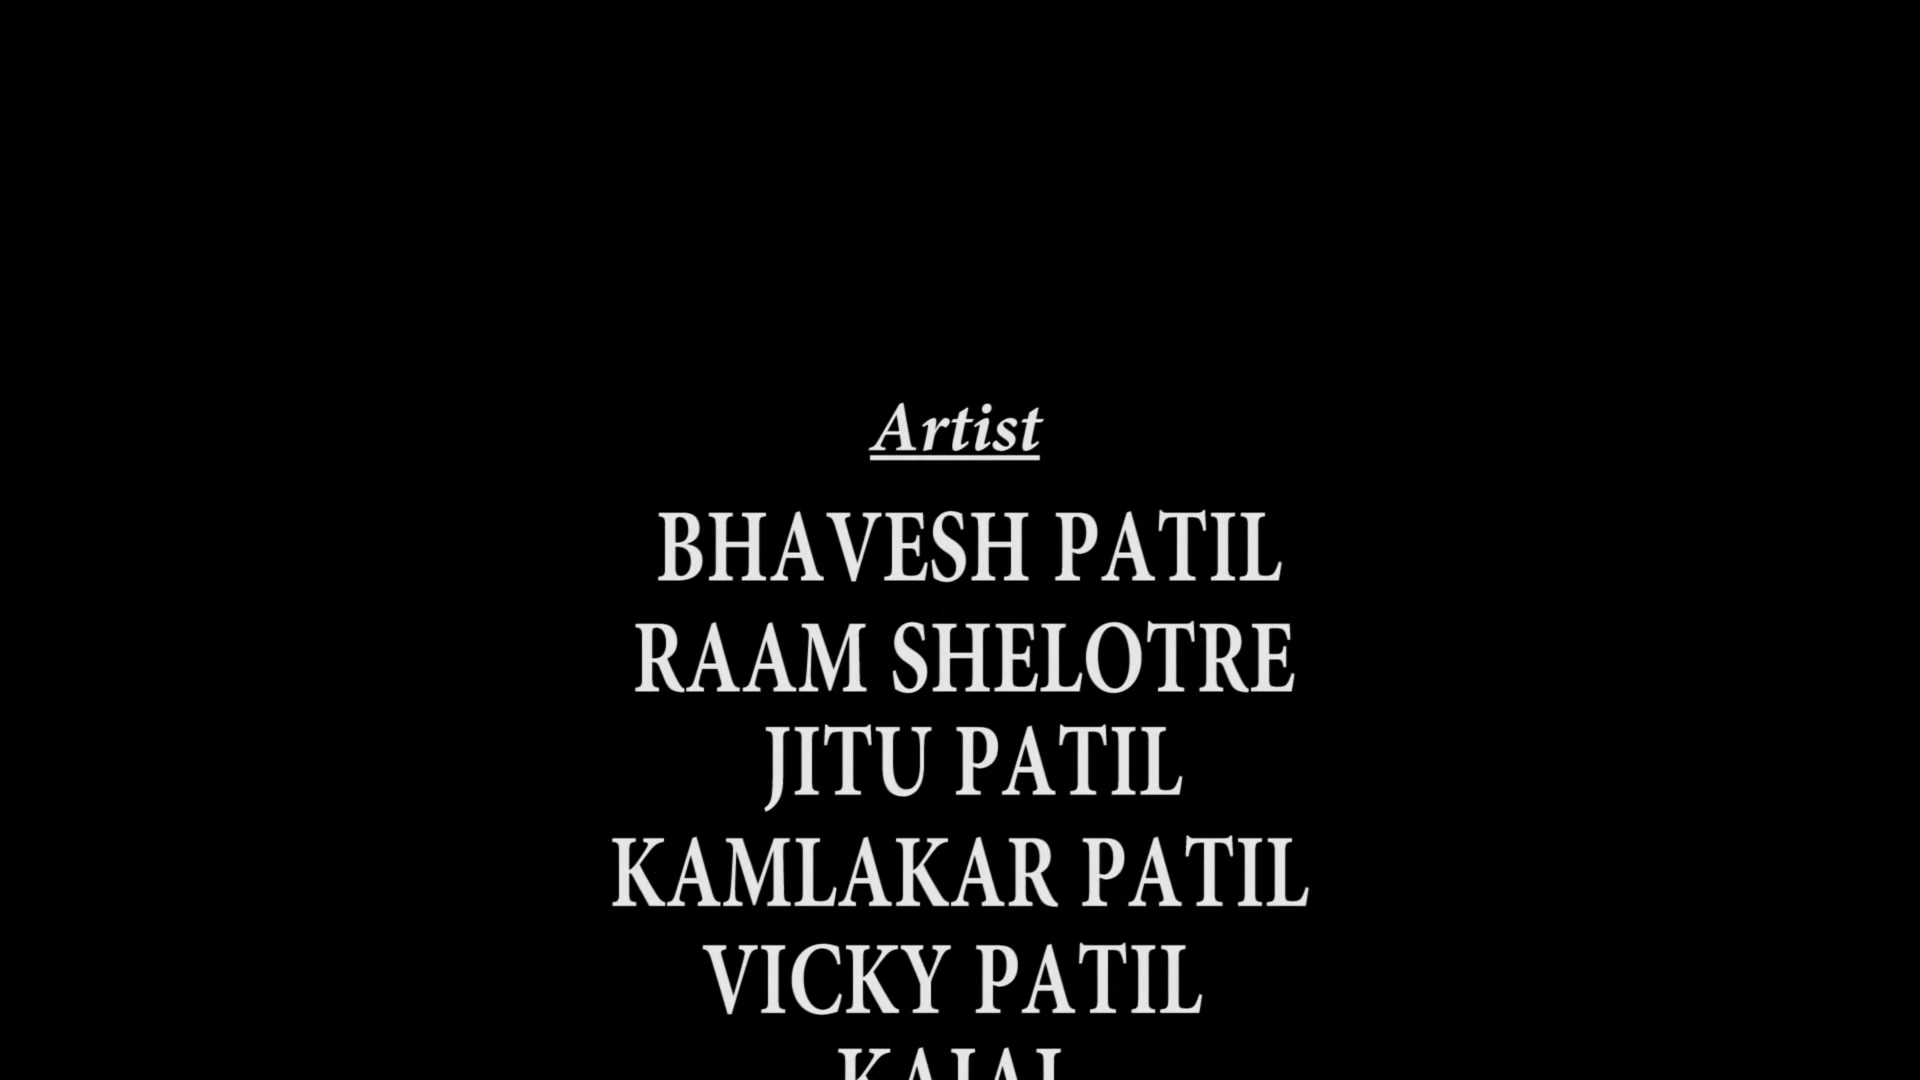 Artist
BHAVESH PATIL
RAAM SHELOTRE
JITU PATIL
KAMLAKAR PATIL
VICKY PATIL